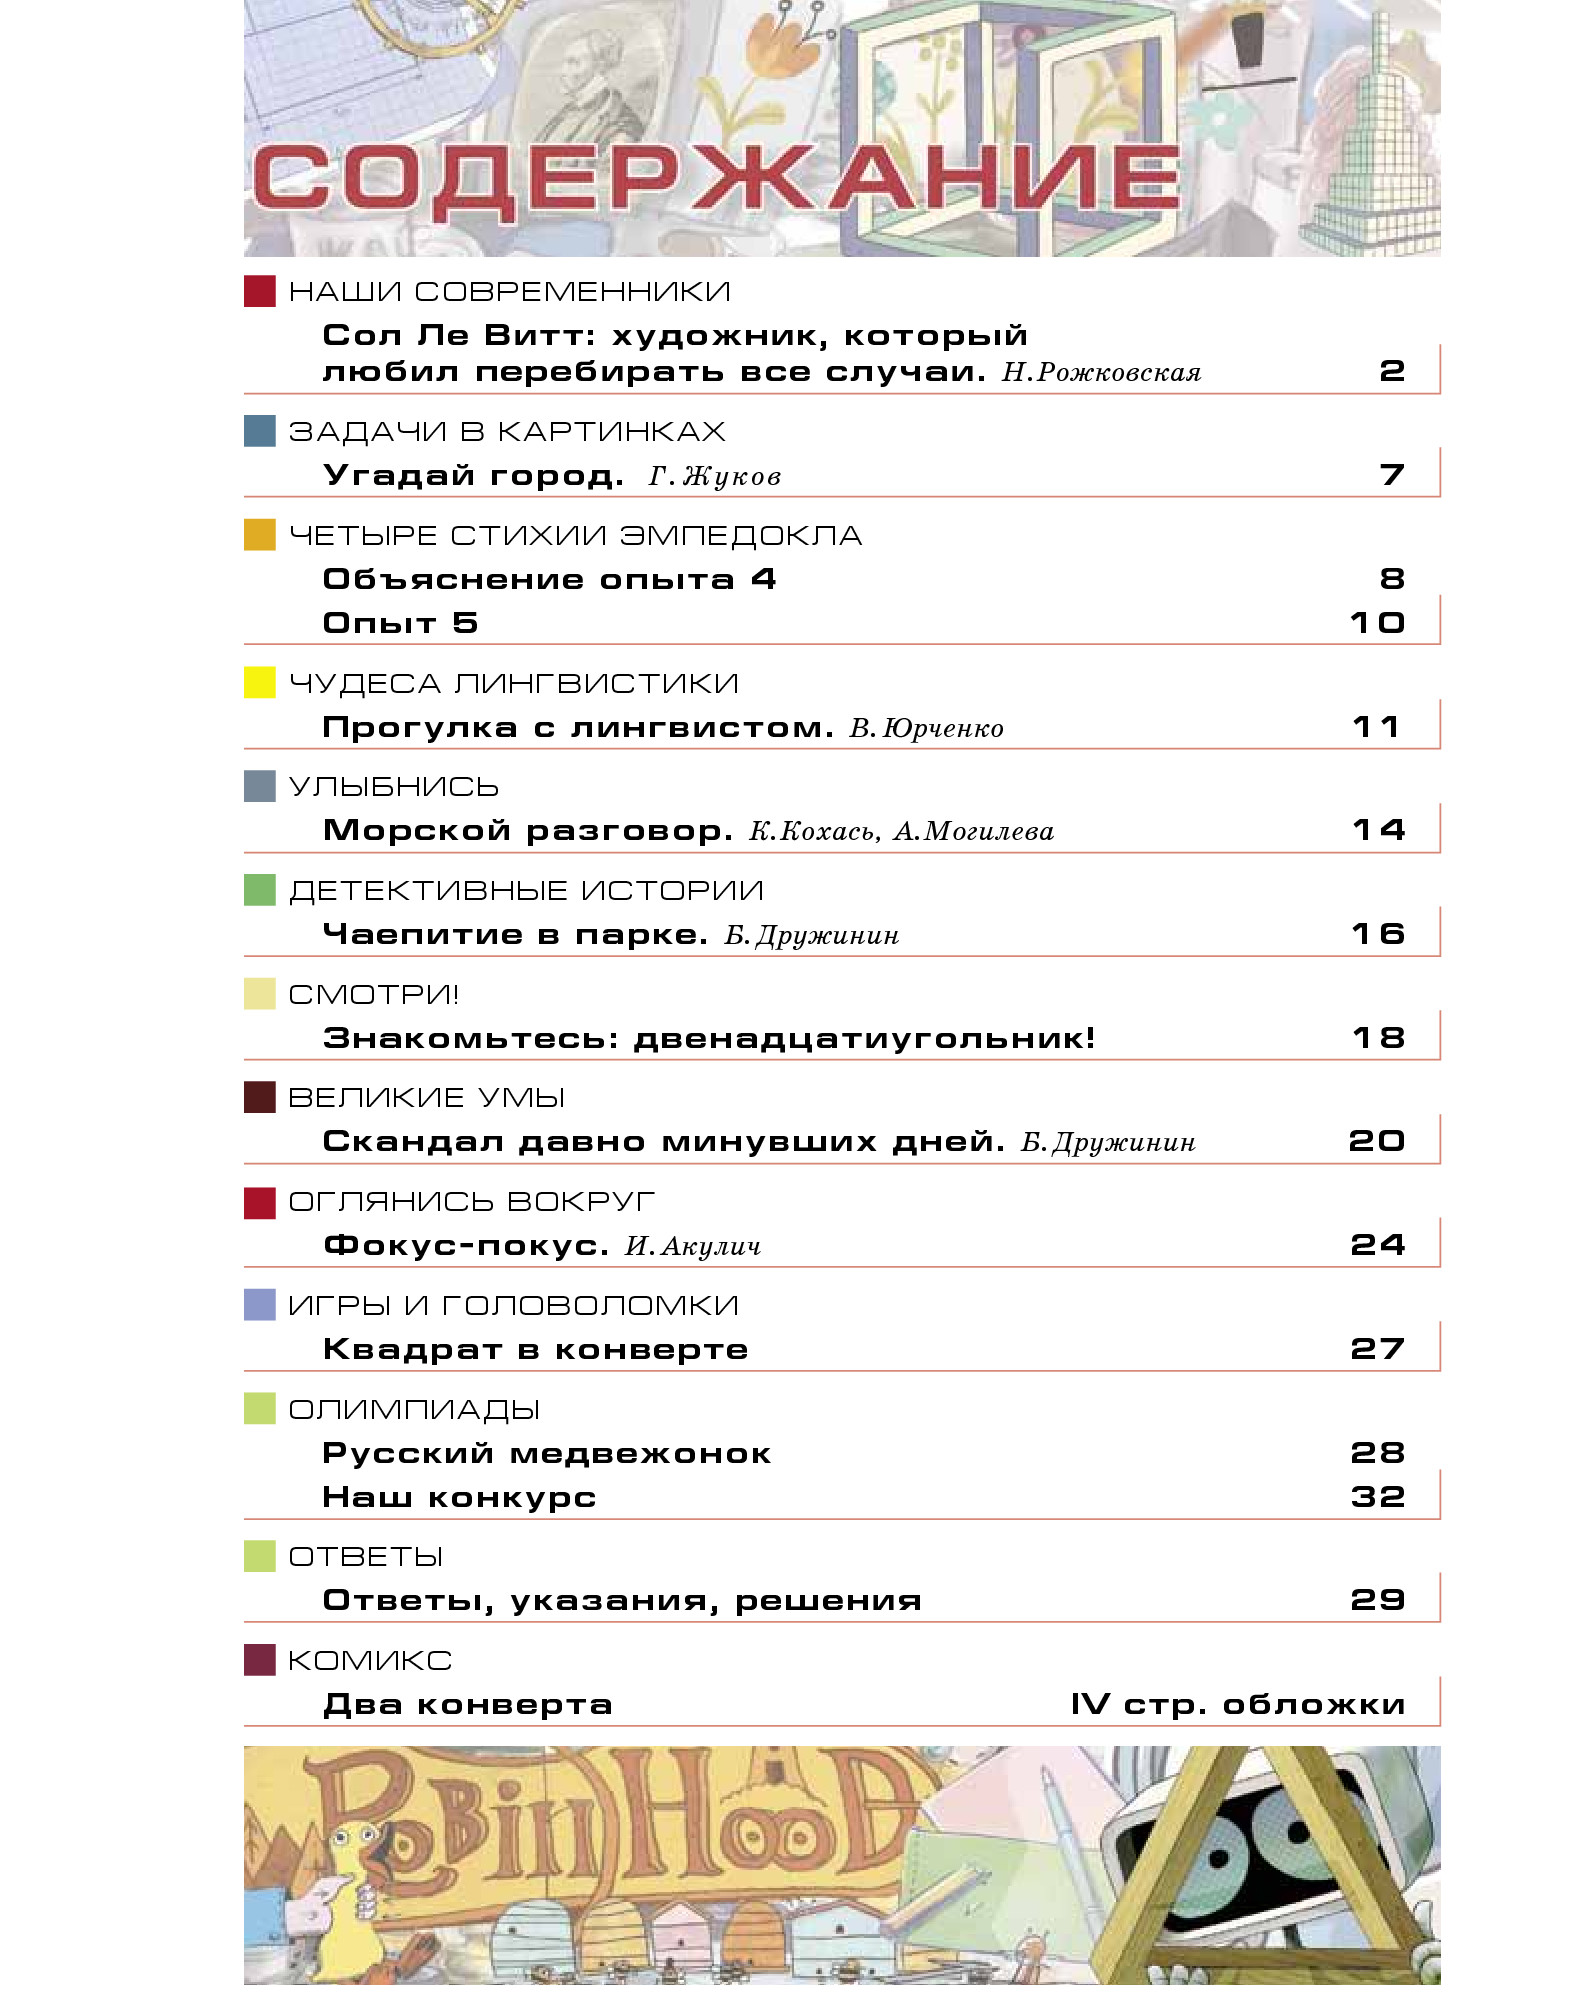 СОДЕРЖАНИЕ
НАШИ СОВРЕМЕННИКИ
Сол Ле Витт: художник, который
любил перебирать все случаи. Н.Рожковская 2
ЗАДАЧИ В КАРТИНКАХ
Угадай город. Г. Жуков 7
ЧЕТЫРЕ СТИХИИ ЭМПЕДОКЛА
Объяснение опыта 4 8
Опыт 5 10
ЧУДЕСА ЛИНГВИСТИКИ
Прогулка с лингвистом. В.Юрченко 11
УЛЫБНИСЬ
Морской разговор. К.Кохась, А.Могилева 14
ДЕТЕКТИВНЫЕ ИСТОРИИ
Чаепитие в парке. Б.Дружинин 16
СМОТРИ!
Знакомьтесь: двенадцатиугольник! 18
ВЕЛИКИЕ УМЫ
Скандал давно минувших дней. Б.Дружинин 20
ОГЛЯНИСЬ ВОКРУГ
Фокус-покус. И.Акулич 24
ИГРЫ И ГОЛОВОЛОМКИ
Квадрат в конверте 27
ОЛИМПИАДЫ
Русский медвежонок 28
Наш конкурс 32
ОТВЕТЫ
Ответы, указания, решения 29
КОМИКС
Два конверта IV стр. обложки
Robin Hood